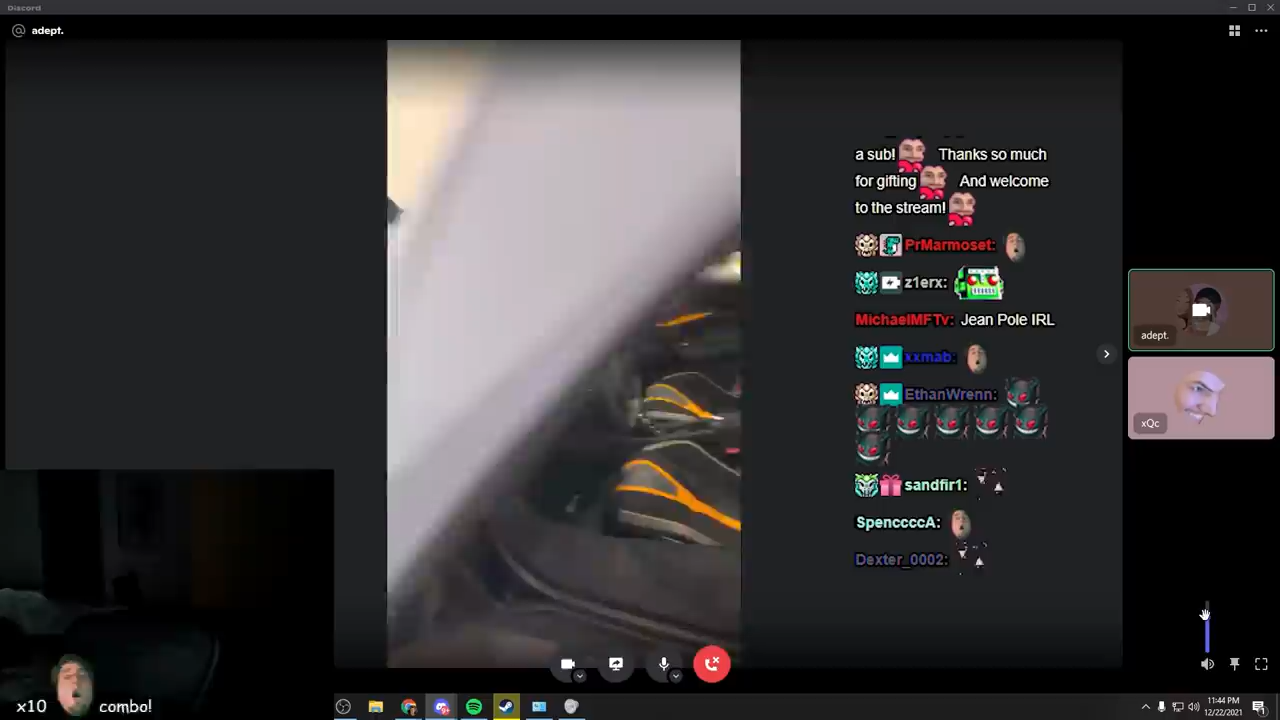 Discord
adept.
a sub! Thanks so much
for gifting And welcome
to the stream!
PrMarmoset:
z1erx:
MichaelMFTv: Jean Pole IRL
xxmab:
EthanWrenn:
sandfir1:
SpenccccA:
Dexter_0002:
adept.
xQc
x10 combo!
11:44 PM
12/22/2021